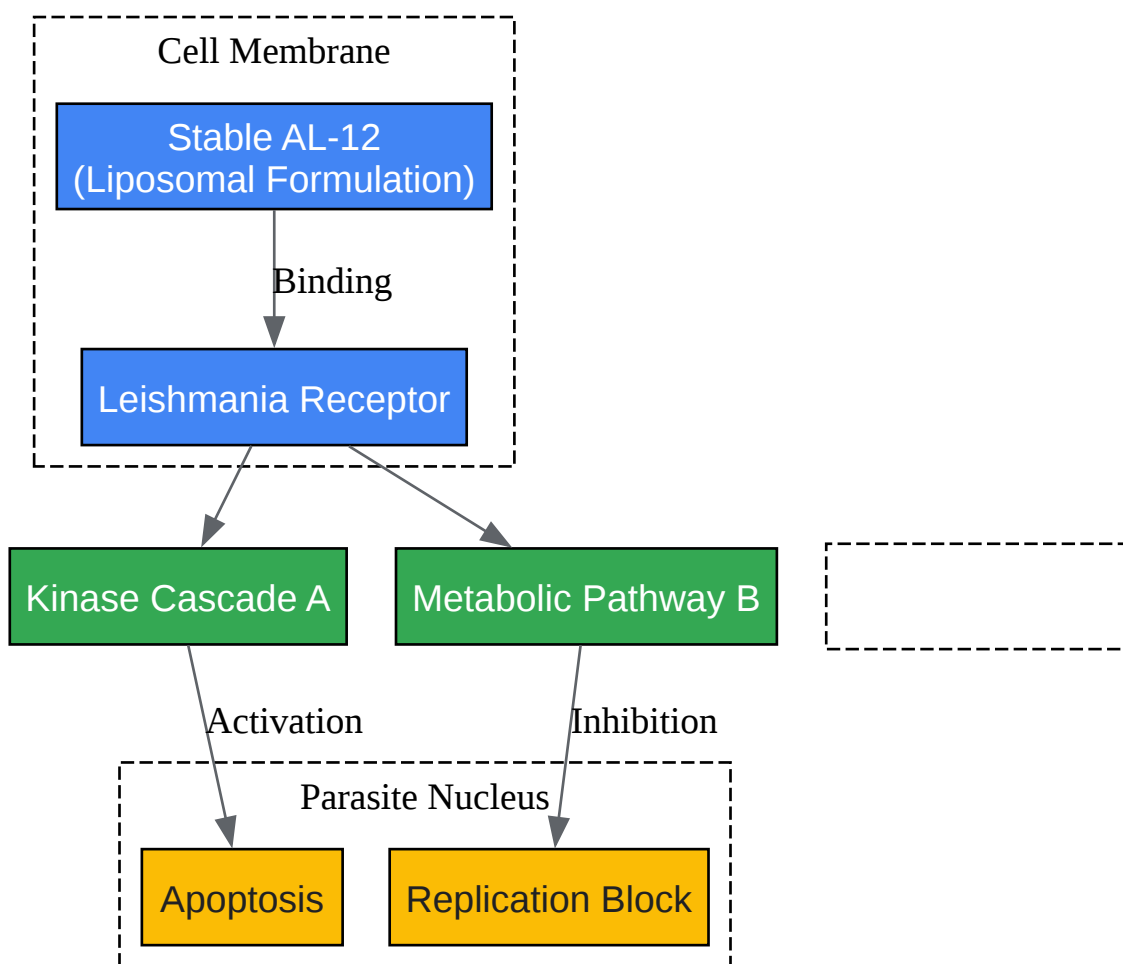 Cell Membrane
Stable AL-12
(Liposomal Formulation)
Binding
Leishmania Receptor
Kinase Cascade A
Metabolic Pathway B
Activation
Inhibition
Parasite Nucleus
Apoptosis
Replication Block